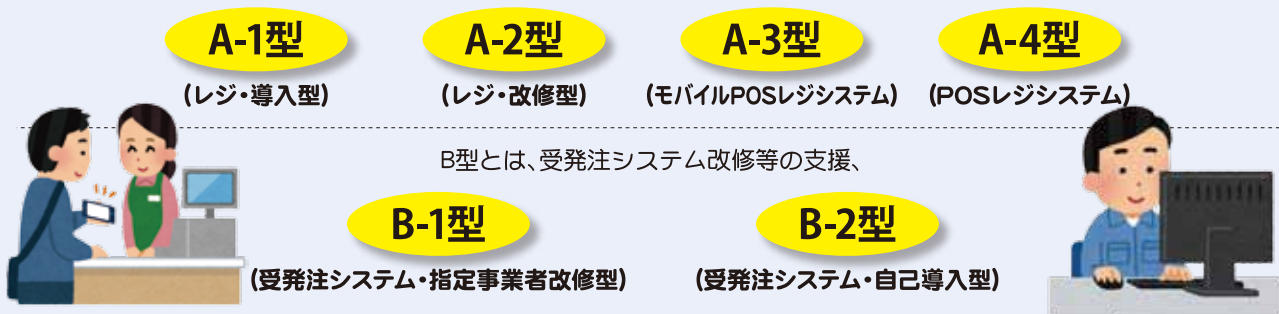 A-1型 A-2型 A-3型 A-4型
(レジ・導入型) (レジ・改修型) (モバイルPOSレジシステム) (POSレジシステム)
B型とは、受発注システム改修等の支援、
B-1型 B-2型
(受発注システム・指定事業者改修型) (受発注システム・自己導入型)